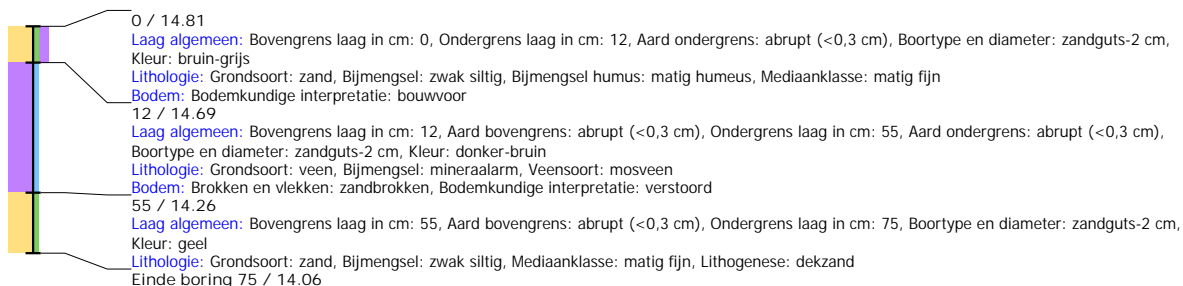 0 / 14.81
Laag algemeen: Bovengrens laag in cm: 0, Ondergrens laag in cm: 12, Aard ondergrens: abrupt (<0,3 cm), Boortype en diameter: zandguts-2 cm,
Kleur: bruin-grijs
Lithologie: Grondsoort: zand, Bijmengsel: zwak siltig, Bijmengsel humus: matig humeus, Mediaanklasse: matig fijn
Bodem: Bodemkundige interpretatie: bouwvoor
12 / 14.69
Laag algemeen: Bovengrens laag in cm: 12, Aard bovengrens: abrupt (<0,3 cm), Ondergrens laag in cm: 55, Aard ondergrens: abrupt (<0,3 cm),
Boortype en diameter: zandguts-2 cm, Kleur: donker-bruin
Lithologie: Grondsoort: veen, Bijmengsel: mineraalarm, Veensoort: mosveen
Bodem: Brokken en vlekken: zandbrokken, Bodemkundige interpretatie: verstoord
55 / 14.26
Laag algemeen: Bovengrens laag in cm: 55, Aard bovengrens: abrupt (<0,3 cm), Ondergrens laag in cm: 75, Boortype en diameter: zandguts-2 cm,
Kleur: geel
Lithologie: Grondsoort: zand, Bijmengsel: zwak siltig, Mediaanklasse: matig fijn, Lithogenese: dekzand
Einde boring 75 / 14.06